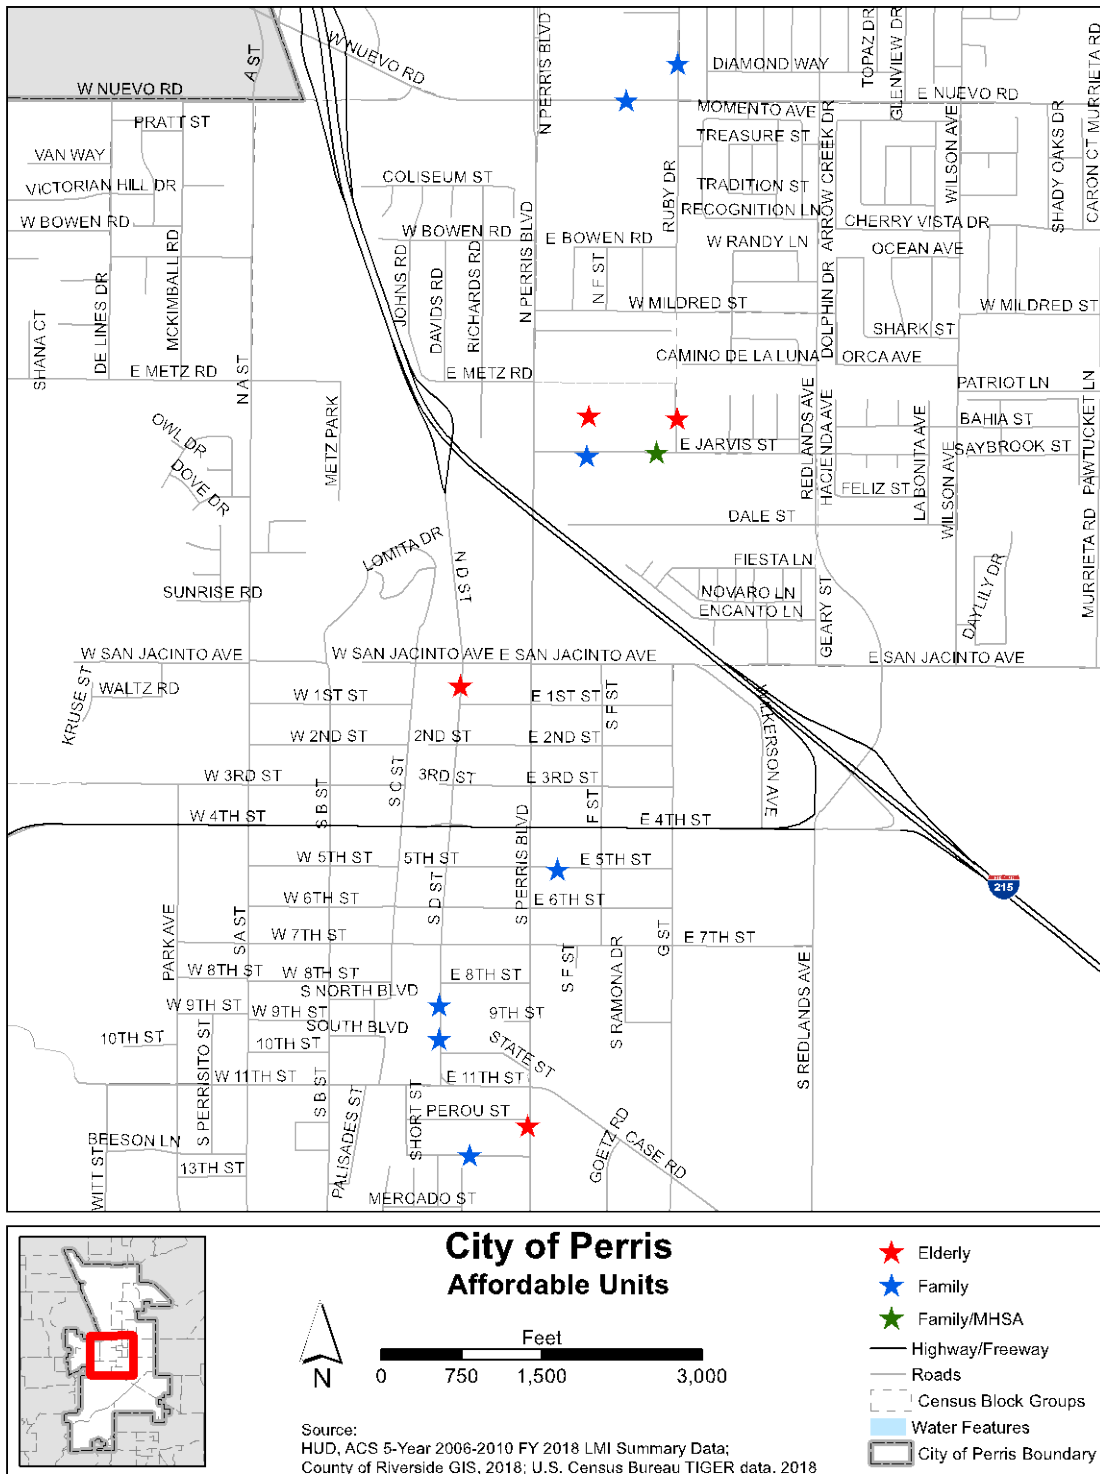 W NUEVO RD
N PERRIS BLVD
TOPAZ DR
GLENVIEW DR
MURRIETA RD
A ST
DIAMOND WAY
W NUEVO RD
E NUEVO RD
PRATT ST
MOMENTO AVE
TREASURE ST
ARROW CREEK DR
WILSON AVE
SHADY OAKS DR
CARON CT
VAN WAY
COLISEUM ST
RUBY DR
TRADITION ST
VICTORIAN HILL DR
RECOGNITION LN
W BOWEN RD
W BOWEN RD
E BOWEN RD
W RANDY LN
CHERRY VISTA DR
OCEAN AVE
MCKIMBALL RD
DE LINES DR
SHANA CT
JOHNS RD
DAVIDS RD
RICHARDS RD
N PERRIS BLVD
N F ST
W MILDRED ST
DOLPHIN DR
W MILDRED ST
SHARK ST
CAMINO DE LA LUNA
ORCA AVE
E METZ RD
N A ST
E METZ RD
PATRIOT LN
METZ PARK
REDLANDS AVE
HACIENDA AVE
LA BONITA AVE
BAHIA ST
OWL DR
E JARVIS ST
SAYBROOK ST
PAWTUCKET LN
DOVE DR
FELIZ ST
WILSON AVE
DALE ST
MURRIETA RD
LOMITA DR
N D ST
FIESTA LN
SUNRISE RD
NOVARO LN
ENCANTO LN
GEARY ST
DAYLILY DR
W SAN JACINTO AVE
W SAN JACINTO AVE
E SAN JACINTO AVE
E SAN JACINTO AVE
KRUSE ST
WALTZ RD
W 1ST ST
E 1ST ST
S F ST
WILKERSON AVE
W 2ND ST
2ND ST
E 2ND ST
W 3RD ST
S B ST
S C ST
3RD ST
E 3RD ST
W 4TH ST
S PERRIS BLVD
F ST
E 4TH ST
W 5TH ST
5TH ST
E 5TH ST
215
W 6TH ST
S D ST
E 6TH ST
PARK AVE
S A ST
W 7TH ST
G ST
E 7TH ST
W 8TH ST
W 8TH ST
E 8TH ST
S F ST
S RAMONA DR
S NORTH BLVD
W 9TH ST
W 9TH ST
9TH ST
S REDLANDS AVE
10TH ST
S PERRISITO ST
SOUTH BLVD
10TH ST
STATE ST
W 11TH ST
S B ST
E 11TH ST
PEROU ST
BEESON LN
PALISADES ST
SHORT ST
GOETZ RD
CASE RD
WITT ST
13TH ST
MERCADO ST
City of Perris
Affordable Units
Feet
0 750 1,500 3,000
N
Source:
HUD, ACS 5-Year 2006-2010 FY 2018 LMI Summary Data;
County of Riverside GIS, 2018; U.S. Census Bureau TIGER data, 2018
Elderly
Family
Family/MHSA
Highway/Freeway
Roads
Census Block Groups
Water Features
City of Perris Boundary